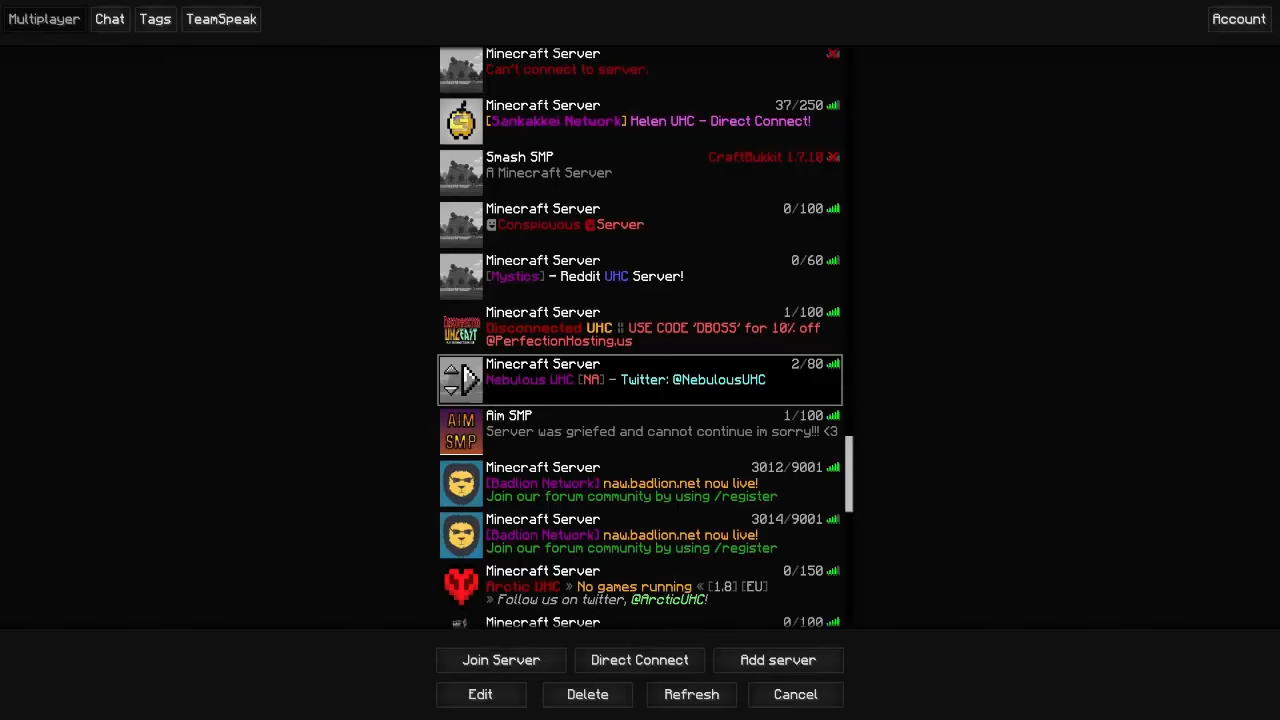 Multiplayer Chat Tags TeamSpeak Account
Minecraft Server
Can't connect to server.
Minecraft Server 37/250
[Sankakkei Network] Helen UHC - Direct Connect!
Smash SMP CraftBukkit 1.7.10
A Minecraft Server
Minecraft Server 0/100
Conspicuous Server
Minecraft Server 0/60
[Mystics] - Reddit UHC Server!
Minecraft Server 1/100
Disconnected UHC || USE CODE 'DBOSS' for 10% off
@PerfectionHosting.us
Minecraft Server 2/80
Nebulous UHC [NA] - Twitter: @NebulousUHC
Aim SMP 1/100
AIM
SMP
Server was griefed and cannot continue im sorry!!! <3
Minecraft Server 3012/9001
[Badlion Network] naw.badlion.net now live!
Join our forum community by using /register
Minecraft Server 3014/9001
[Badlion Network] naw.badlion.net now live!
Join our forum community by using /register
Minecraft Server 0/150
Arctic UHC » No games running « [1.8] [EU]
» Follow us on twitter, @ArcticUHC!
Minecraft Server 0/100
Join Server Direct Connect Add server
Edit Delete Refresh Cancel